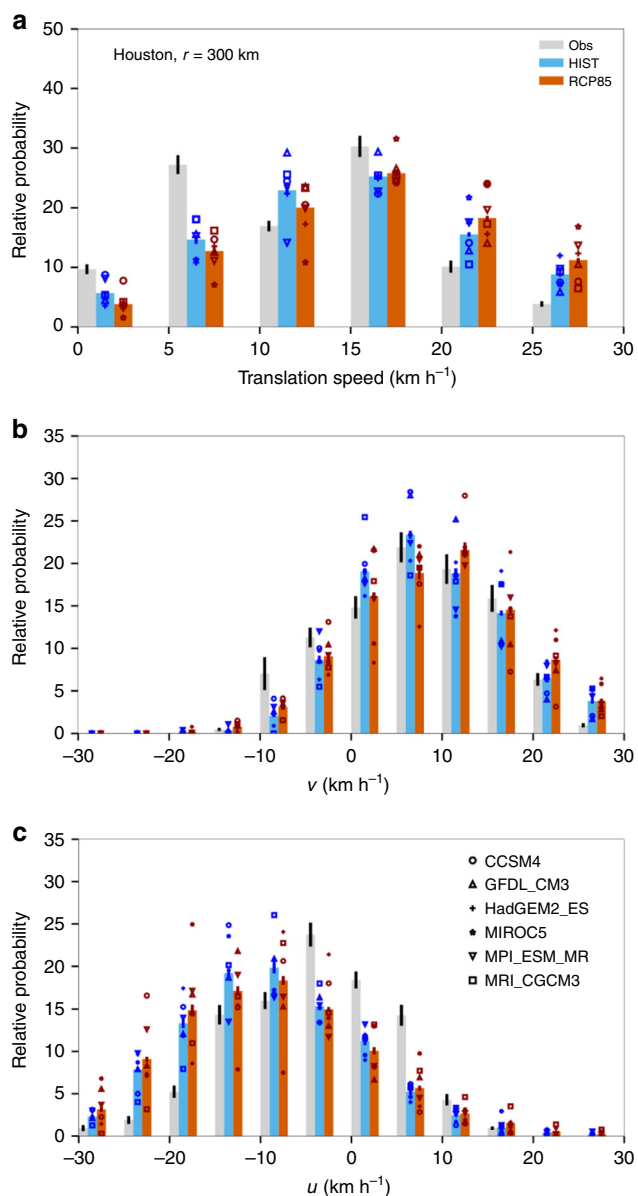 a
50
40
30
20
10
0
Relative probability
Houston, r = 300 km
Obs
HIST
RCP85
0 5 10 15 20 25 30
Translation speed (km h⁻¹)
b
35
30
25
20
15
10
5
0
Relative probability
−30 −20 −10 0 10 20 30
v (km h⁻¹)
c
35
30
25
20
15
10
5
0
Relative probability
CCSM4
GFDL_CM3
HadGEM2_ES
MIROC5
MPI_ESM_MR
MRI_CGCM3
−30 −20 −10 0 10 20 30
u (km h⁻¹)